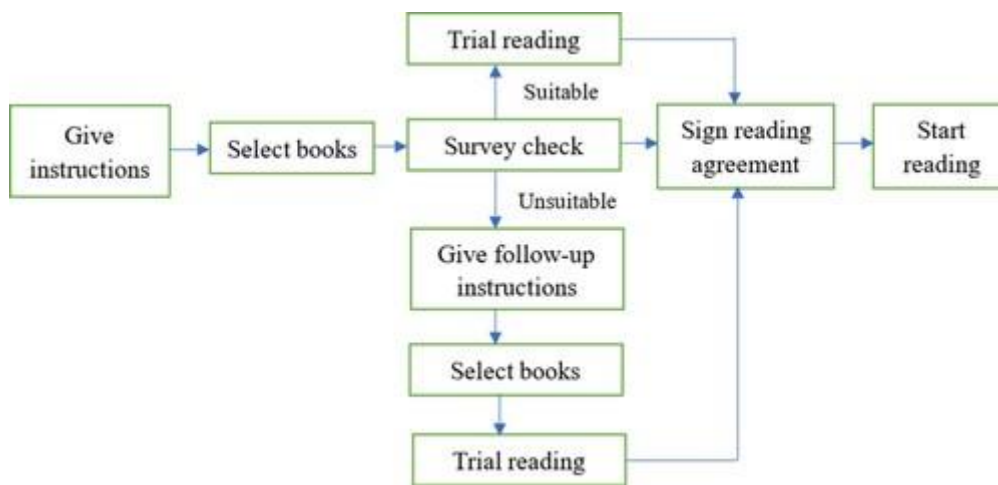 Trial reading
Suitable
Give
instructions
Select books
Survey check
Sign reading
agreement
Start
reading
Unsuitable
Give follow-up
instructions
Select books
Trial reading